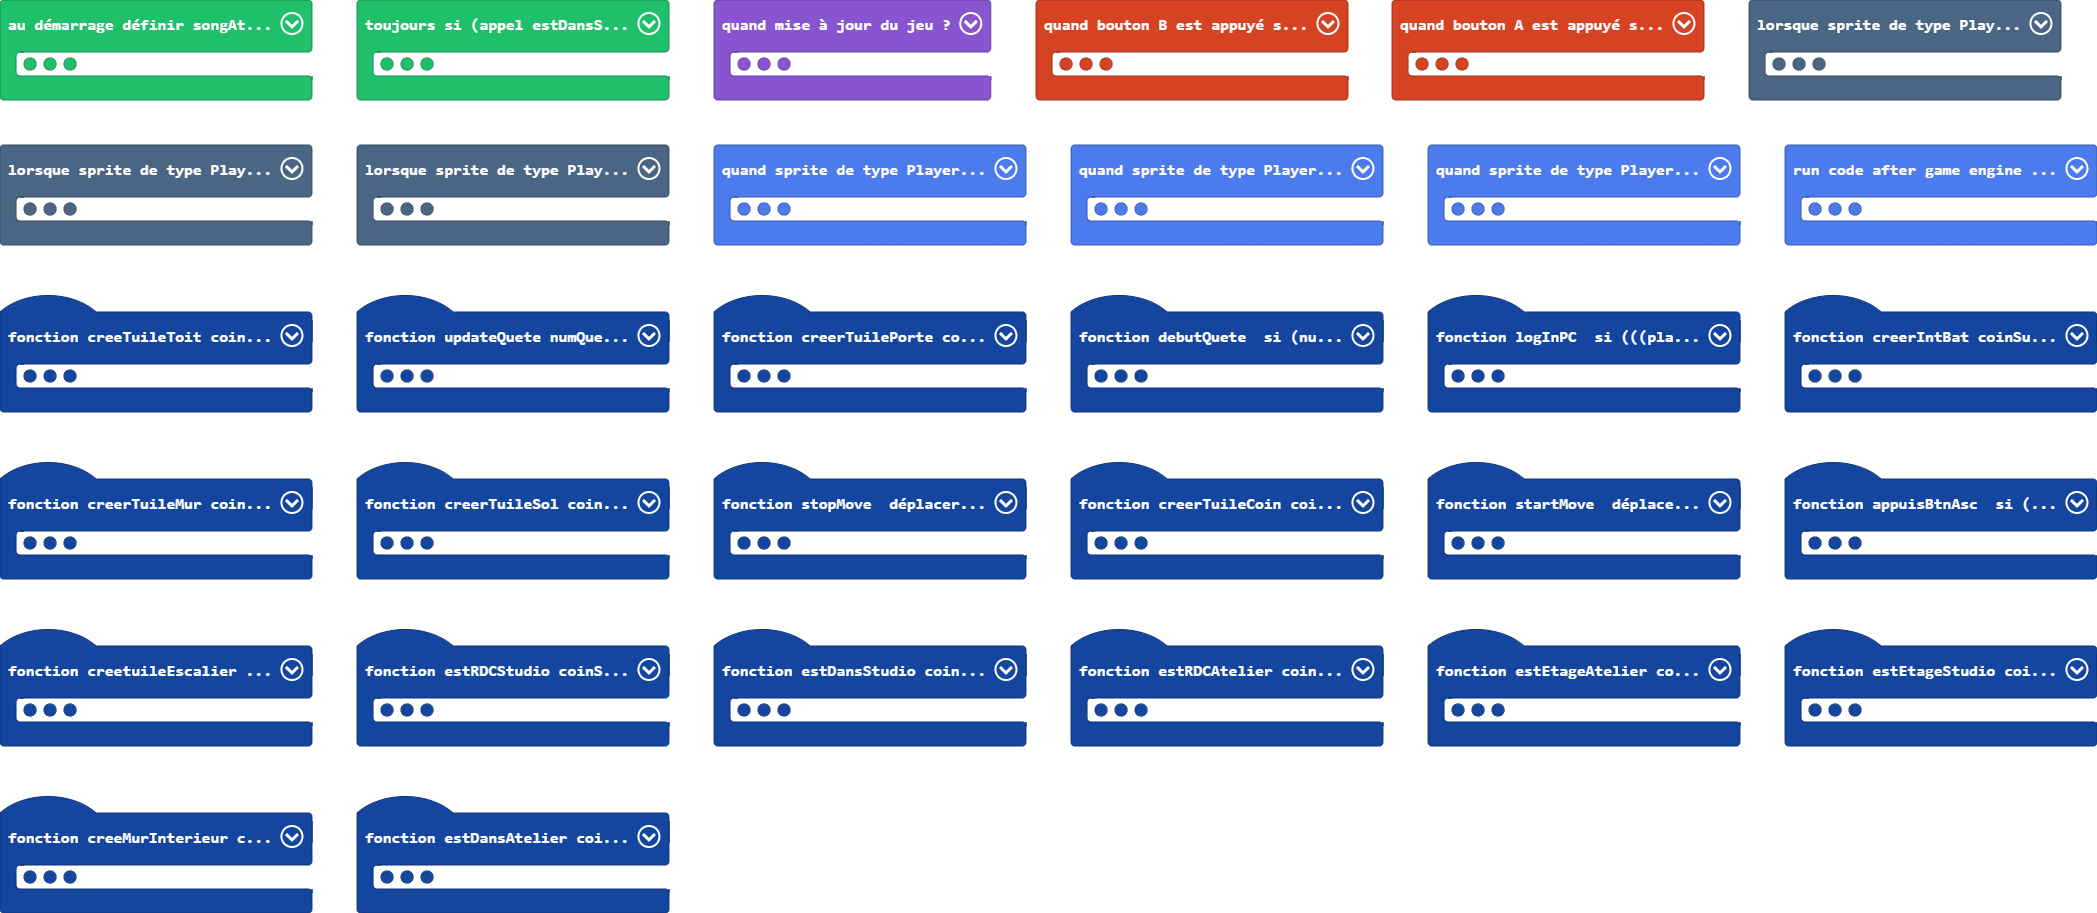 au démarrage définir songAt...
toujours si (appel estDansS...
quand mise à jour du jeu ?
quand bouton B est appuyé s...
quand bouton A est appuyé s...
lorsque sprite de type Play...
lorsque sprite de type Play...
lorsque sprite de type Play...
quand sprite de type Player...
quand sprite de type Player...
quand sprite de type Player...
run code after game engine ...
fonction creeTuileToit coin...
fonction updateQuete numQue...
fonction creerTuilePorte co...
fonction debutQuete  si (nu...
fonction logInPC  si (((pla...
fonction creerIntBat coinSu...
fonction creerTuileMur coin...
fonction creerTuileSol coin...
fonction stopMove  déplacer...
fonction creerTuileCoin coi...
fonction startMove  déplace...
fonction appuisBtnAsc  si (...
fonction creetuileEscalier ...
fonction estRDCStudio coinS...
fonction estDansStudio coin...
fonction estRDCAtelier coin...
fonction estEtageAtelier co...
fonction estEtageStudio coi...
fonction creeMurInterieur c...
fonction estDansAtelier coi...